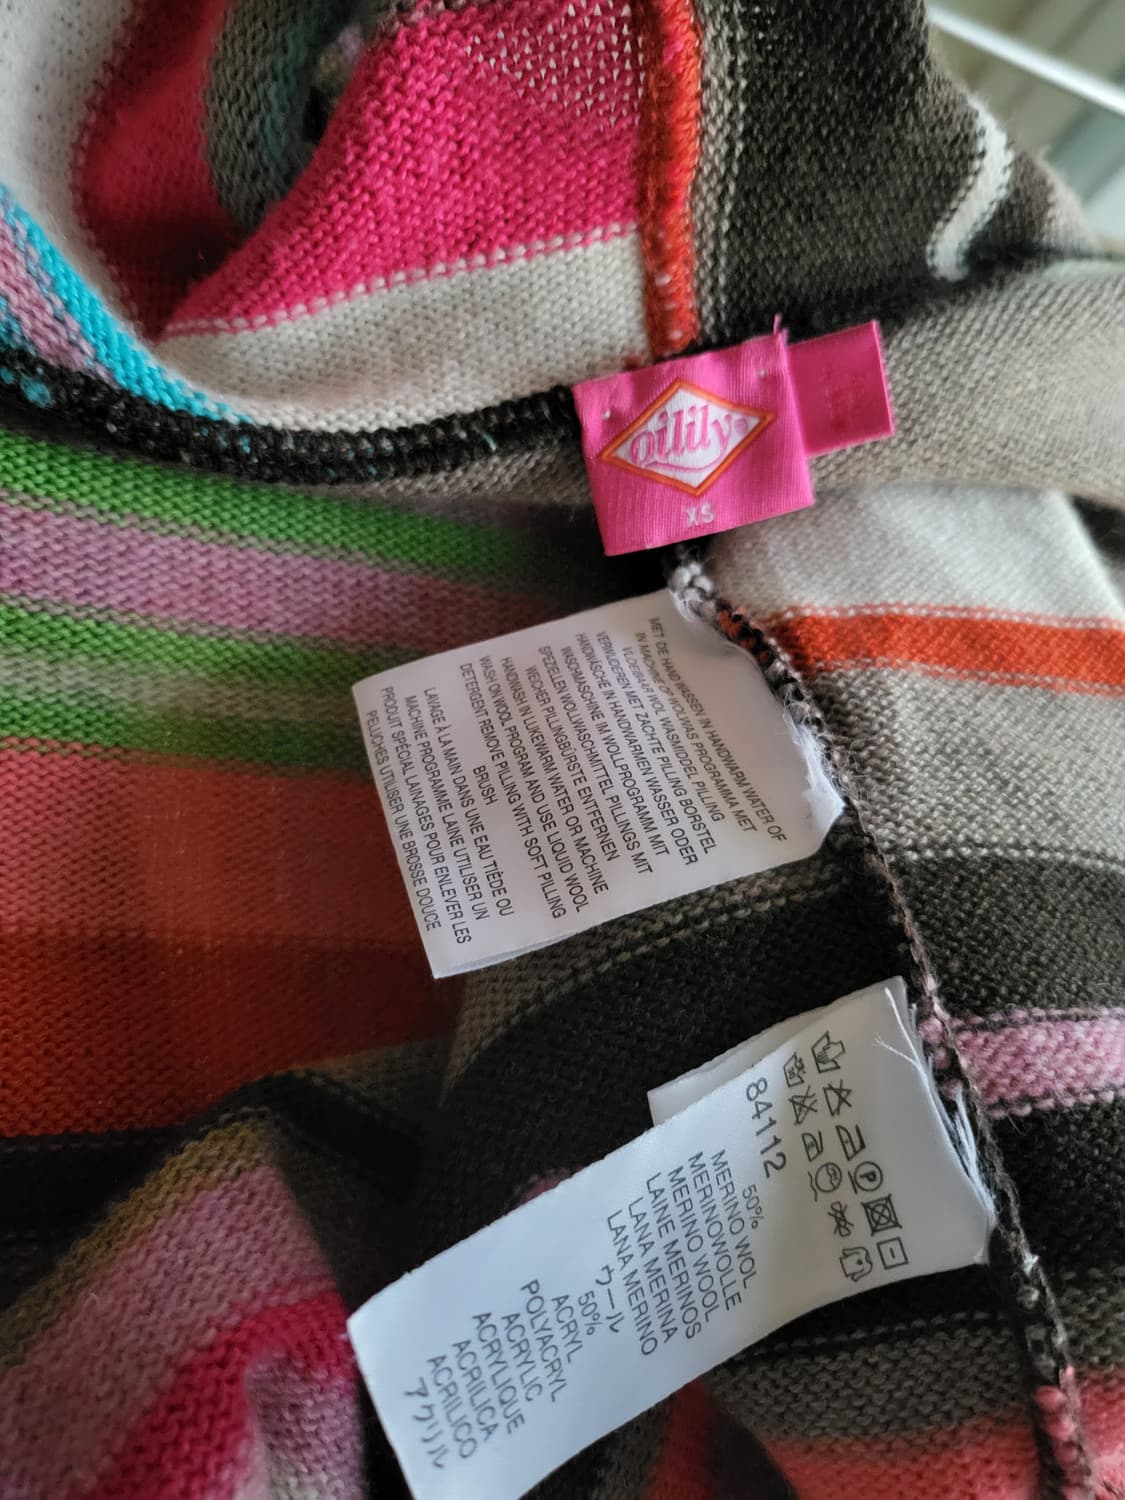 oilily
XS
MET DE HAND WASSEN IN HANDWARM WATER OF
IN MACHINE OP WOLWAS PROGRAMMA MET
VLOEIBAAR WOL WASMIDDEL PILLING
VERWIJDEREN MET ZACHTE PILLING BORSTEL
HANDWÄSCHE IN HANDWARMEN WASSER ODER
WASCHMASCHINE IM WOLLPROGRAMM MIT
SPEZIELEN WOLLWASCHMITTEL PILLINGS MIT
WEICHER PILLINGBÜRSTE ENTFERNEN
HANDWASH IN LUKEWARM WATER OR MACHINE
WASH ON WOOL PROGRAM AND USE LIQUID WOOL
DETERGENT REMOVE PILLING WITH SOFT PILLING
BRUSH
LAVAGE À LA MAIN DANS UNE EAU TIÈDE OU
MACHINE PROGRAMME LAINE UTILISER UN
PRODUIT SPÉCIAL LAINAGES POUR ENLEVER LES
PELUCHES UTILISER UNE BROSSE DOUCE
P
84112
50%
MERINO WOL
MERINOWOLLE
MERINO WOOL
LAINE MERINOS
LANA MERINA
LANA MERINO
ウール
50%
ACRYL
POLYACRYL
ACRYLIC
ACRYLIQUE
ACRILICA
ACRILICO
アクリル